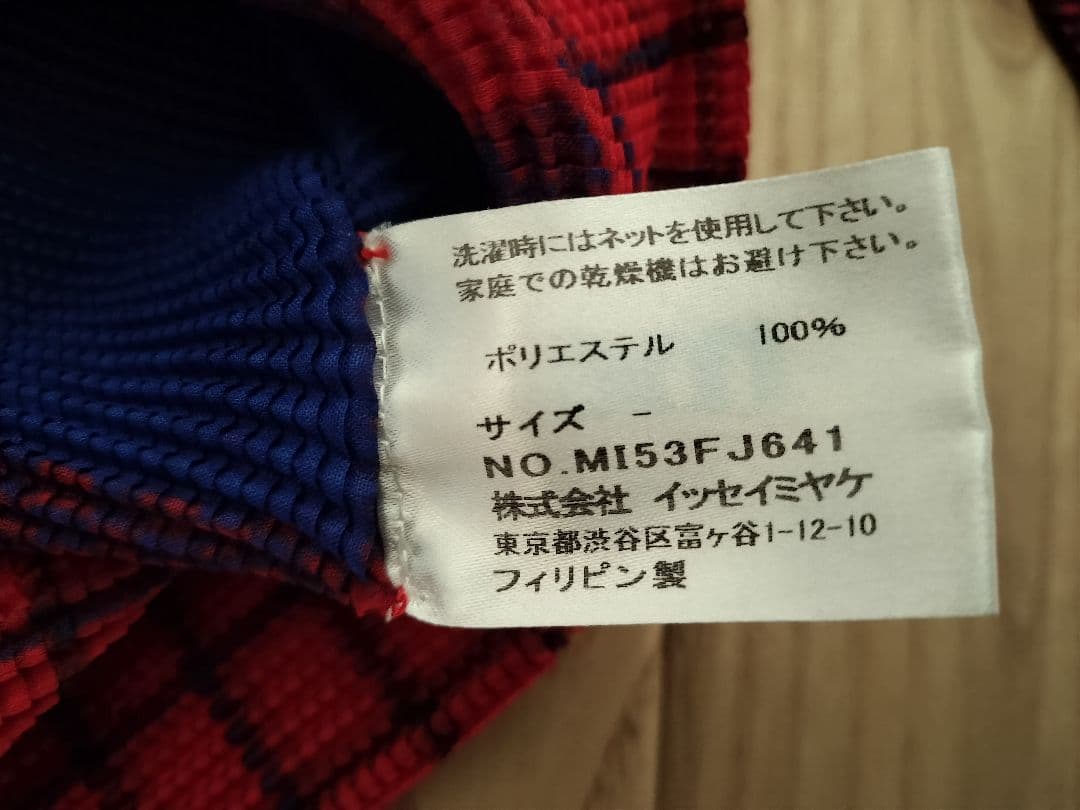 洗濯時にはネットを使用して下さい。
家庭での乾燥機はお避け下さい。
ポリエステル 100%
サイズ -
NO.MI53FJ641
株式会社 イッセイミヤケ
東京都渋谷区富ヶ谷1-12-10
フィリピン製